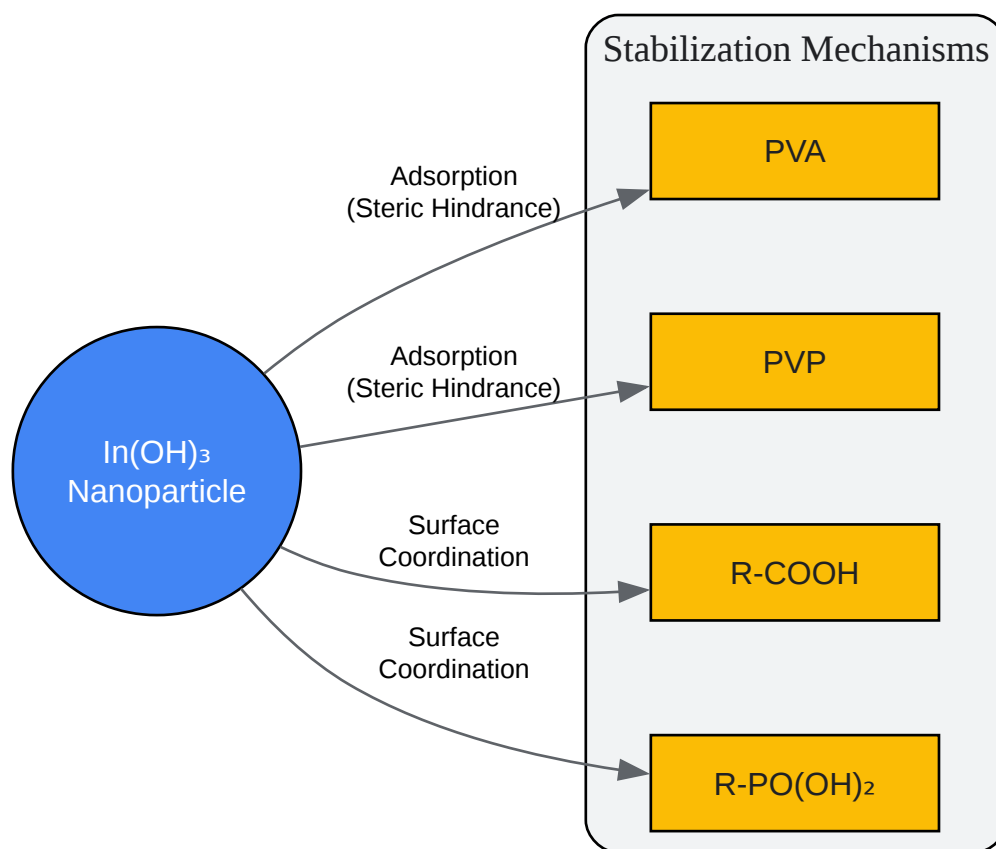 Stabilization Mechanisms
PVA
Adsorption
(Steric Hindrance)
PVP
Adsorption
(Steric Hindrance)
In(OH)₃
Nanoparticle
Surface
Coordination
R-COOH
Surface
Coordination
R-PO(OH)₂